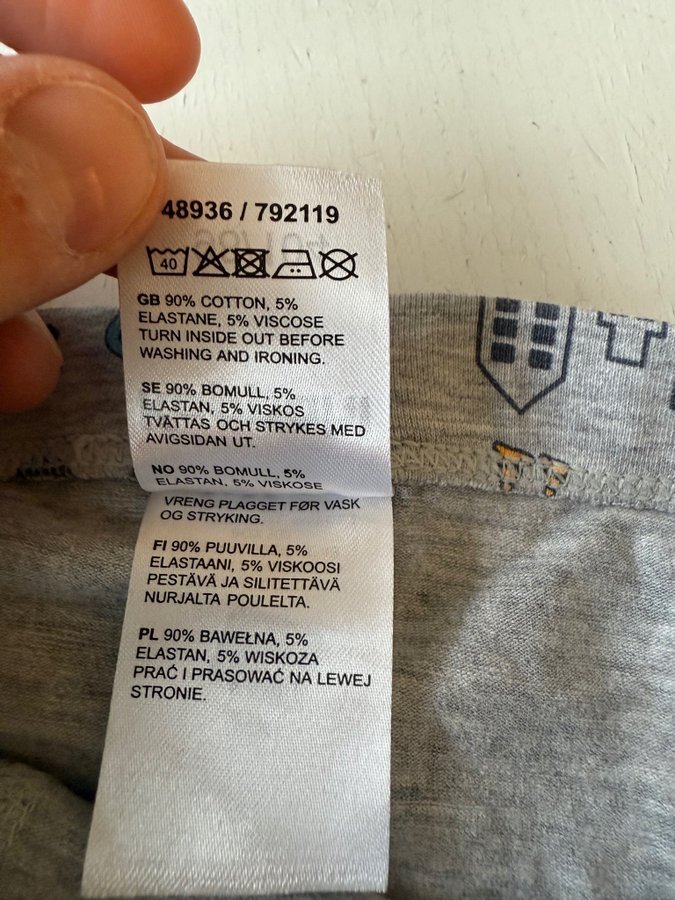 48936 / 792119
40
GB 90% COTTON, 5%
ELASTANE, 5% VISCOSE
TURN INSIDE OUT BEFORE
WASHING AND IRONING.
SE 90% BOMULL, 5%
ELASTAN, 5% VISKOS
TVÄTTAS OCH STRYKES MED
AVIGSIDAN UT.
NO 90% BOMULL, 5%
ELASTAN, 5% VISKOSE
VRENG PLAGGET FØR VASK
OG STRYKING.
FI 90% PUUVILLA, 5%
ELASTAANI, 5% VISKOOSI
PESTÄVÄ JA SILITETTÄVÄ
NURJALTA POULELTA.
PL 90% BAWEŁNA, 5%
ELASTAN, 5% WISKOZA
PRAĆ I PRASOWAĆ NA LEWEJ
STRONIE.